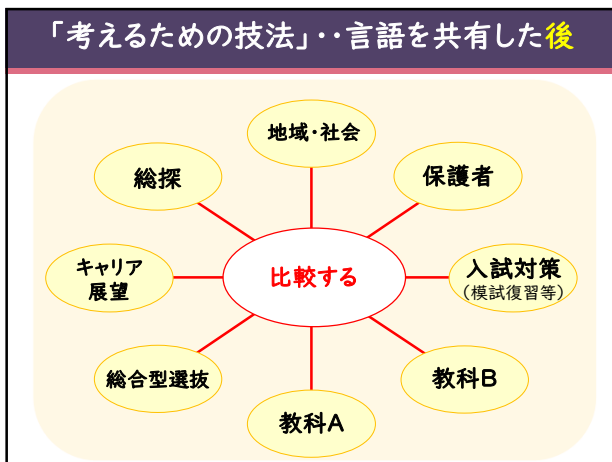 「考えるための技法」‥言語を共有した後
地域・社会
総探
保護者
キャリア
展望
比較する
入試対策
（模試復習等）
総合型選抜
教科B
教科A